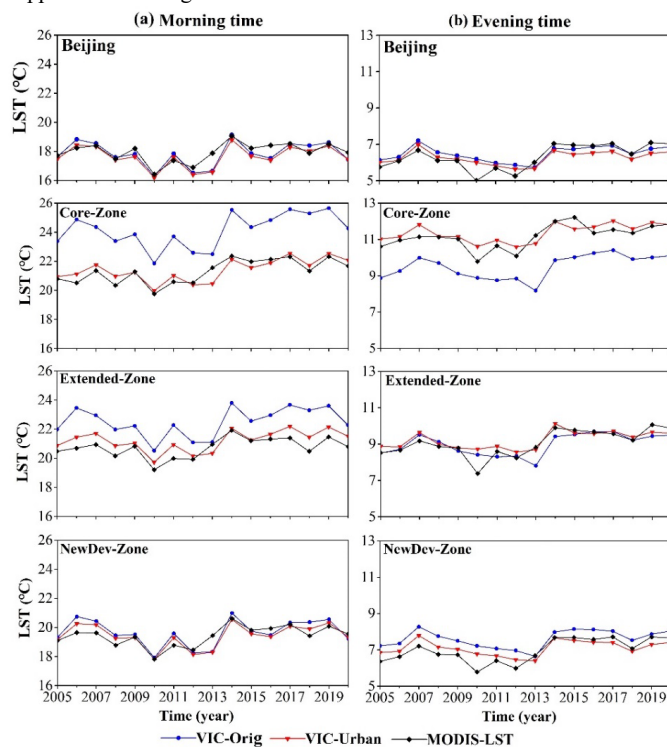 (a) Morning time
(b) Evening time
Beijing
LST (℃)
26
24
22
20
18
16
Beijing
LST (℃)
13
11
9
7
5
Core-Zone
LST (℃)
26
24
22
20
18
16
Core-Zone
LST (℃)
13
11
9
7
5
Extended-Zone
LST (℃)
26
24
22
20
18
16
Extended-Zone
LST (℃)
13
11
9
7
5
NewDev-Zone
LST (℃)
26
24
22
20
18
16
2005 2007 2009 2011 2013 2015 2017 2019
Time (year)
NewDev-Zone
LST (℃)
13
11
9
7
5
2005 2007 2009 2011 2013 2015 2017 2019
Time (year)
VIC-Orig VIC-Urban MODIS-LST